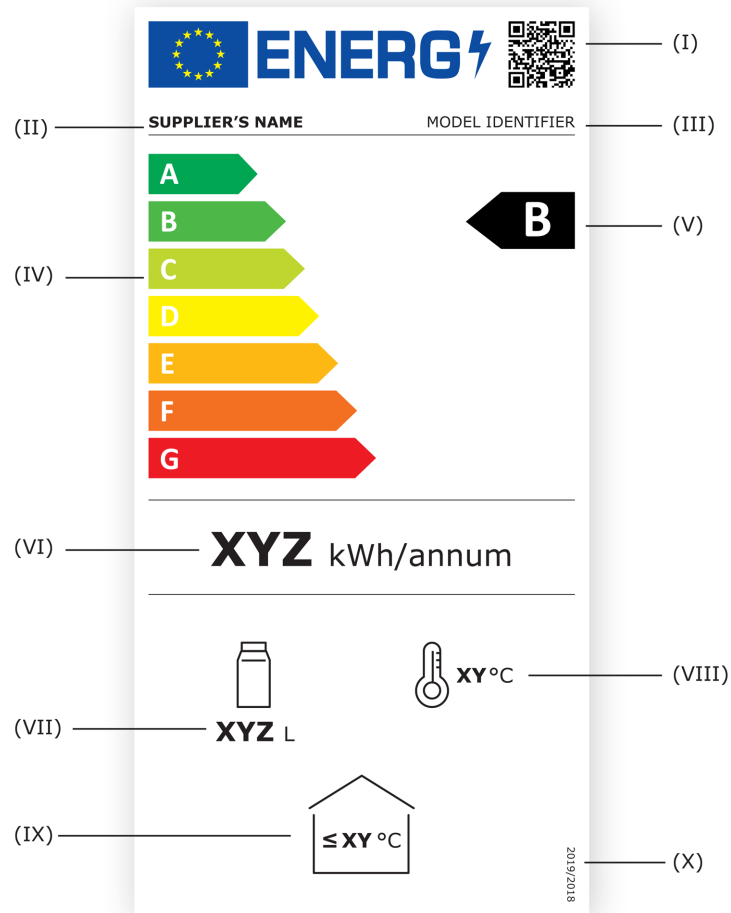 ENERG
(I)
(II)
SUPPLIER'S NAME
MODEL IDENTIFIER
(III)
A
B
B
(V)
(IV)
C
D
E
F
G
(VI)
XYZ kWh/annum
XY°C
(VIII)
(VII)
XYZ L
(IX)
≤ XY °C
2019/2018
(X)